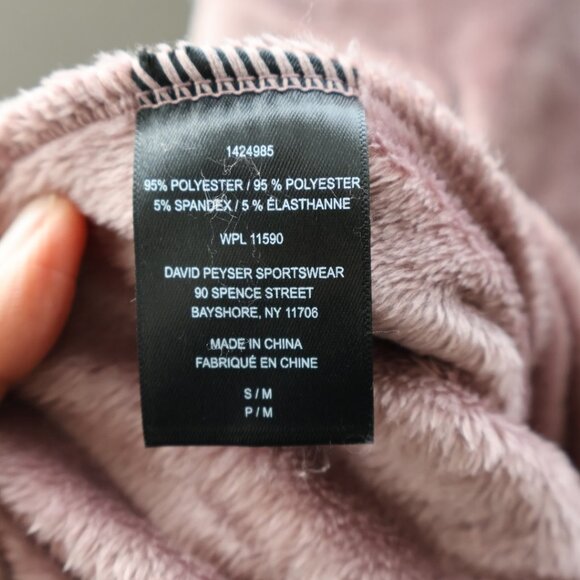 1424985
95% POLYESTER / 95 % POLYESTER
5% SPANDEX / 5 % ÉLASTHANNE
WPL 11590
DAVID PEYSER SPORTSWEAR
90 SPENCE STREET
BAYSHORE, NY 11706
MADE IN CHINA
FABRIQUÉ EN CHINE
S / M
P / M